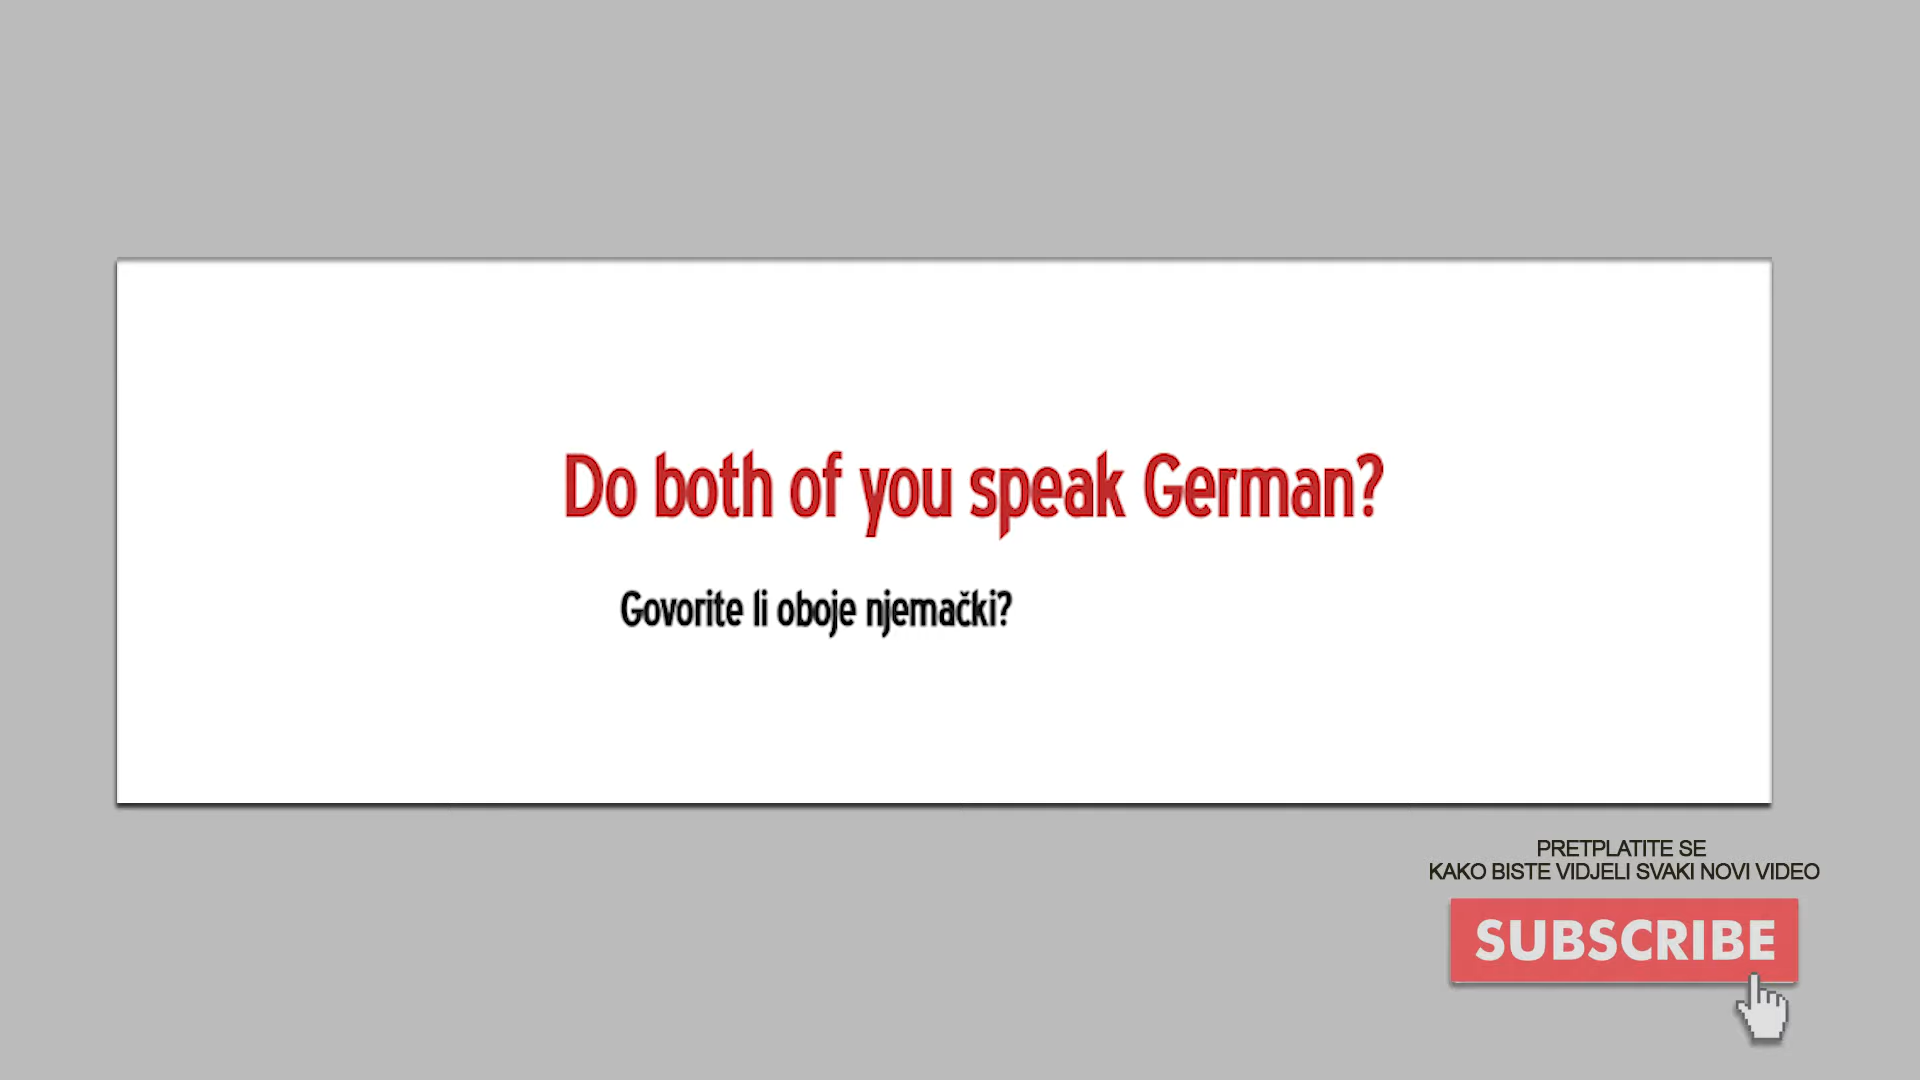 Do both of you speak German?
Govorite li oboje njemački?
PRETPLATITE SE
KAKO BISTE VIDJELI SVAKI NOVI VIDEO
SUBSCRIBE